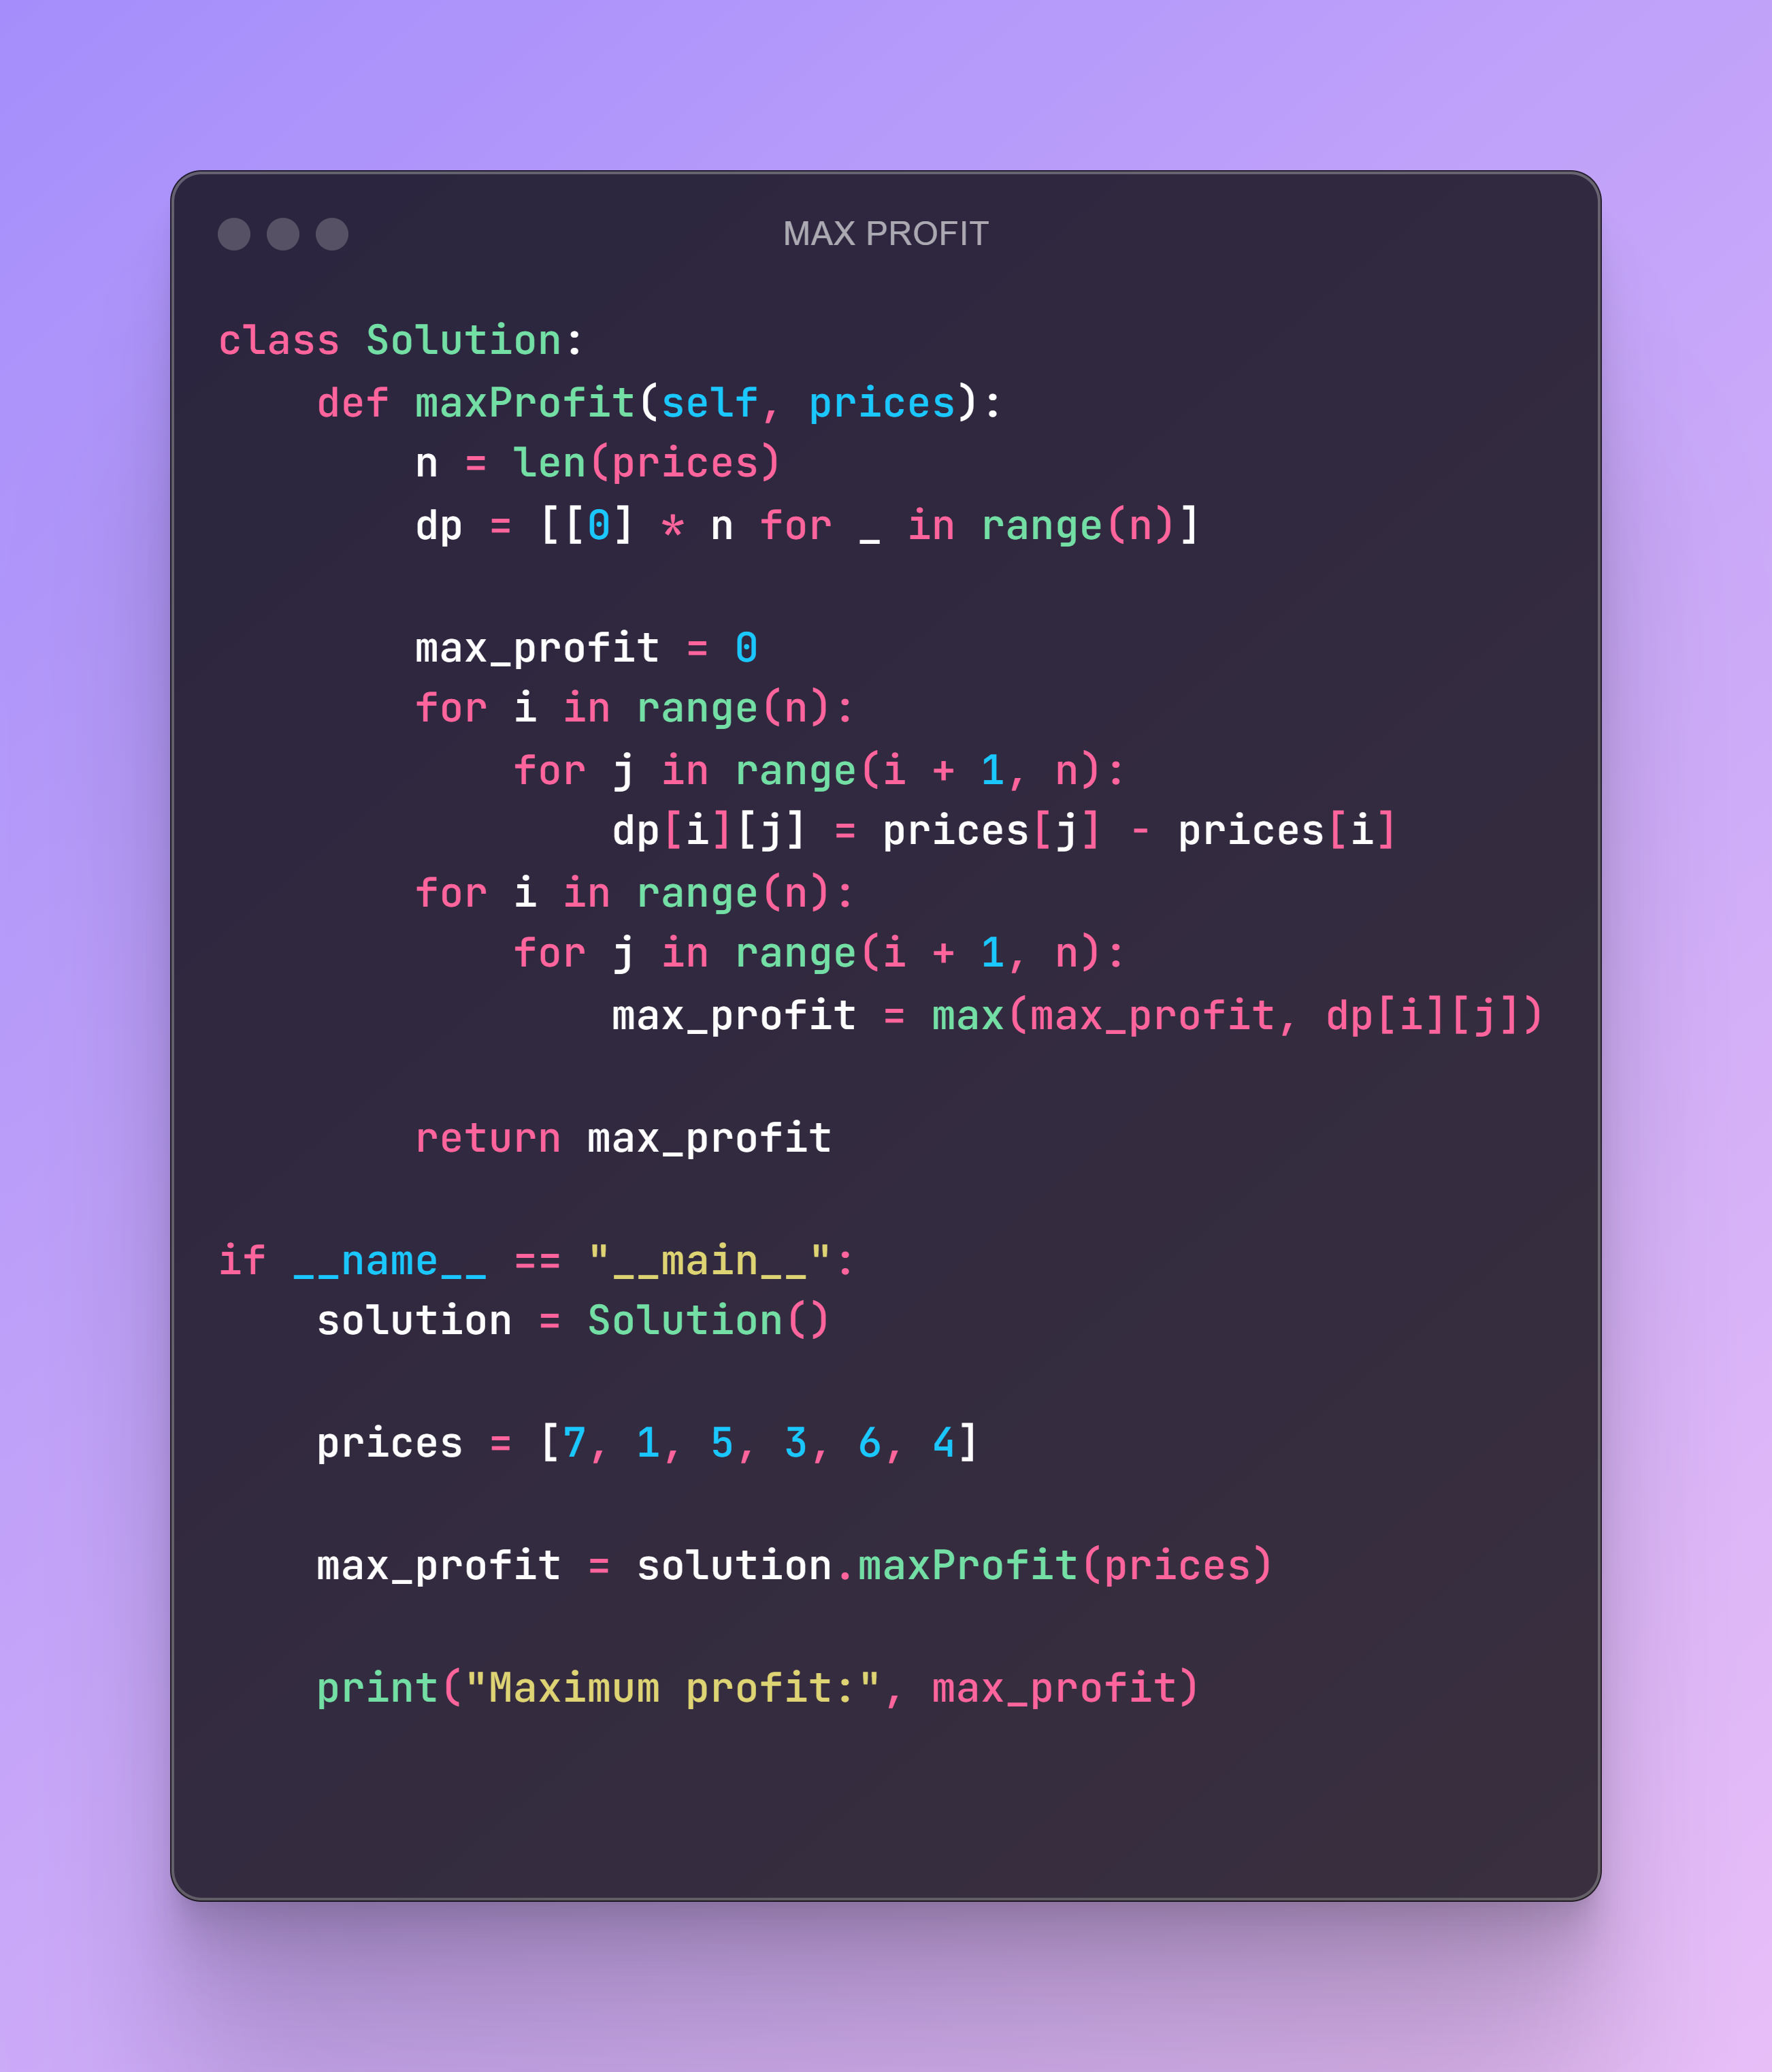 MAX PROFIT
class Solution:
    def maxProfit(self, prices):
        n = len(prices)
        dp = [[0] * n for _ in range(n)]

        max_profit = 0
        for i in range(n):
            for j in range(i + 1, n):
                dp[i][j] = prices[j] - prices[i]
        for i in range(n):
            for j in range(i + 1, n):
                max_profit = max(max_profit, dp[i][j])

        return max_profit

if __name__ == "__main__":
    solution = Solution()

    prices = [7, 1, 5, 3, 6, 4]

    max_profit = solution.maxProfit(prices)

    print("Maximum profit:", max_profit)